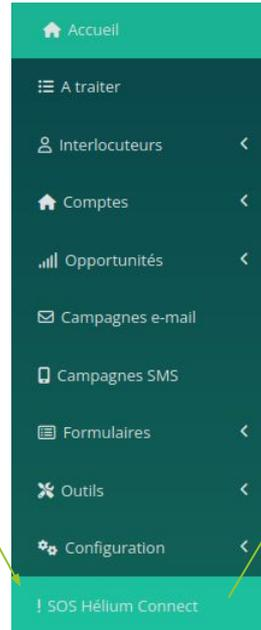 Accueil
A traiter
Interlocuteurs
Comptes
Opportunités
Campagnes e-mail
Campagnes SMS
Formulaires
Outils
Configuration
! SOS Hélium Connect